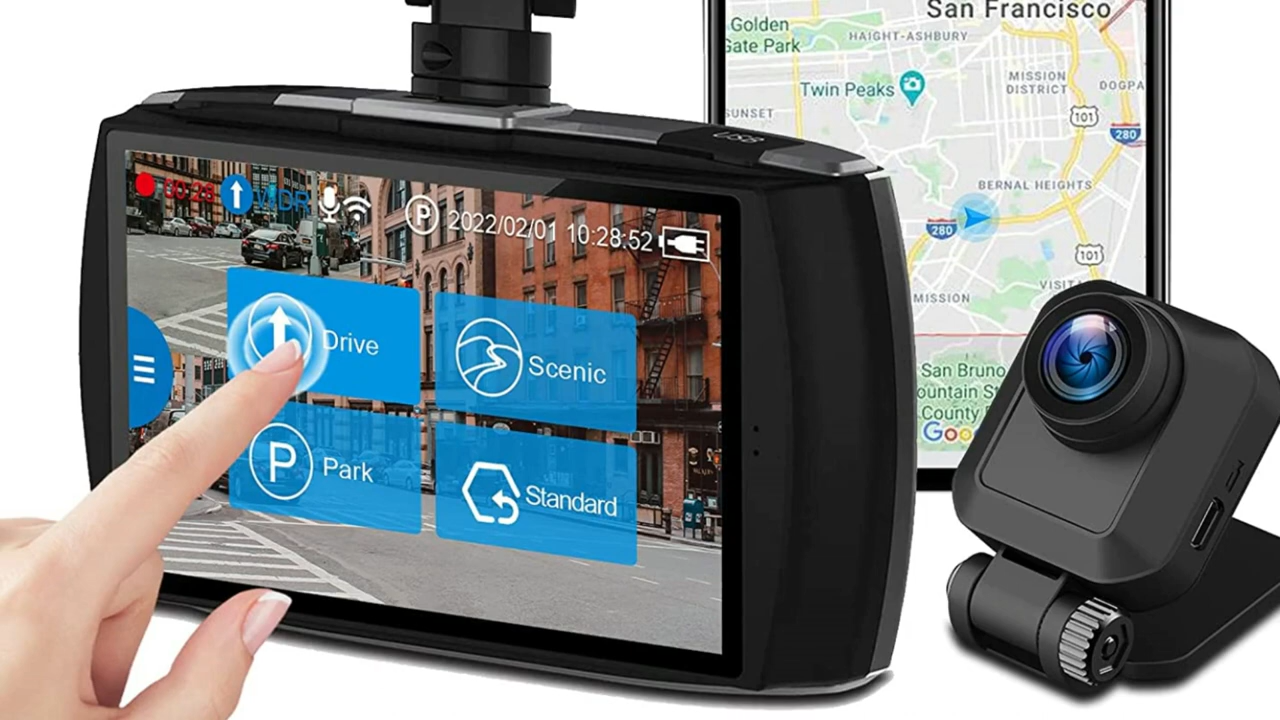 Golden
Gate Park
San Francisco
HAIGHT-ASHBURY
Twin Peaks
MISSION
DISTRICT
DOGPA
SUNSET
101
280
BERNAL HEIGHTS
280
101
MISSION
VISITA
San Bruno
ountain St
County P
Goo
USB
00:28
WDR
P
2022/02/01 10:28:52
Drive
Scenic
P
Park
Standard